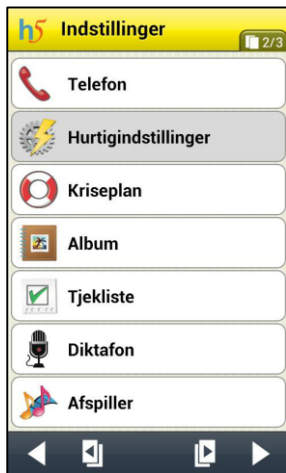 h5 Indstillinger
2/3
Telefon
Hurtigindstillinger
Kriseplan
Album
Tjekliste
Diktafon
Afspiller